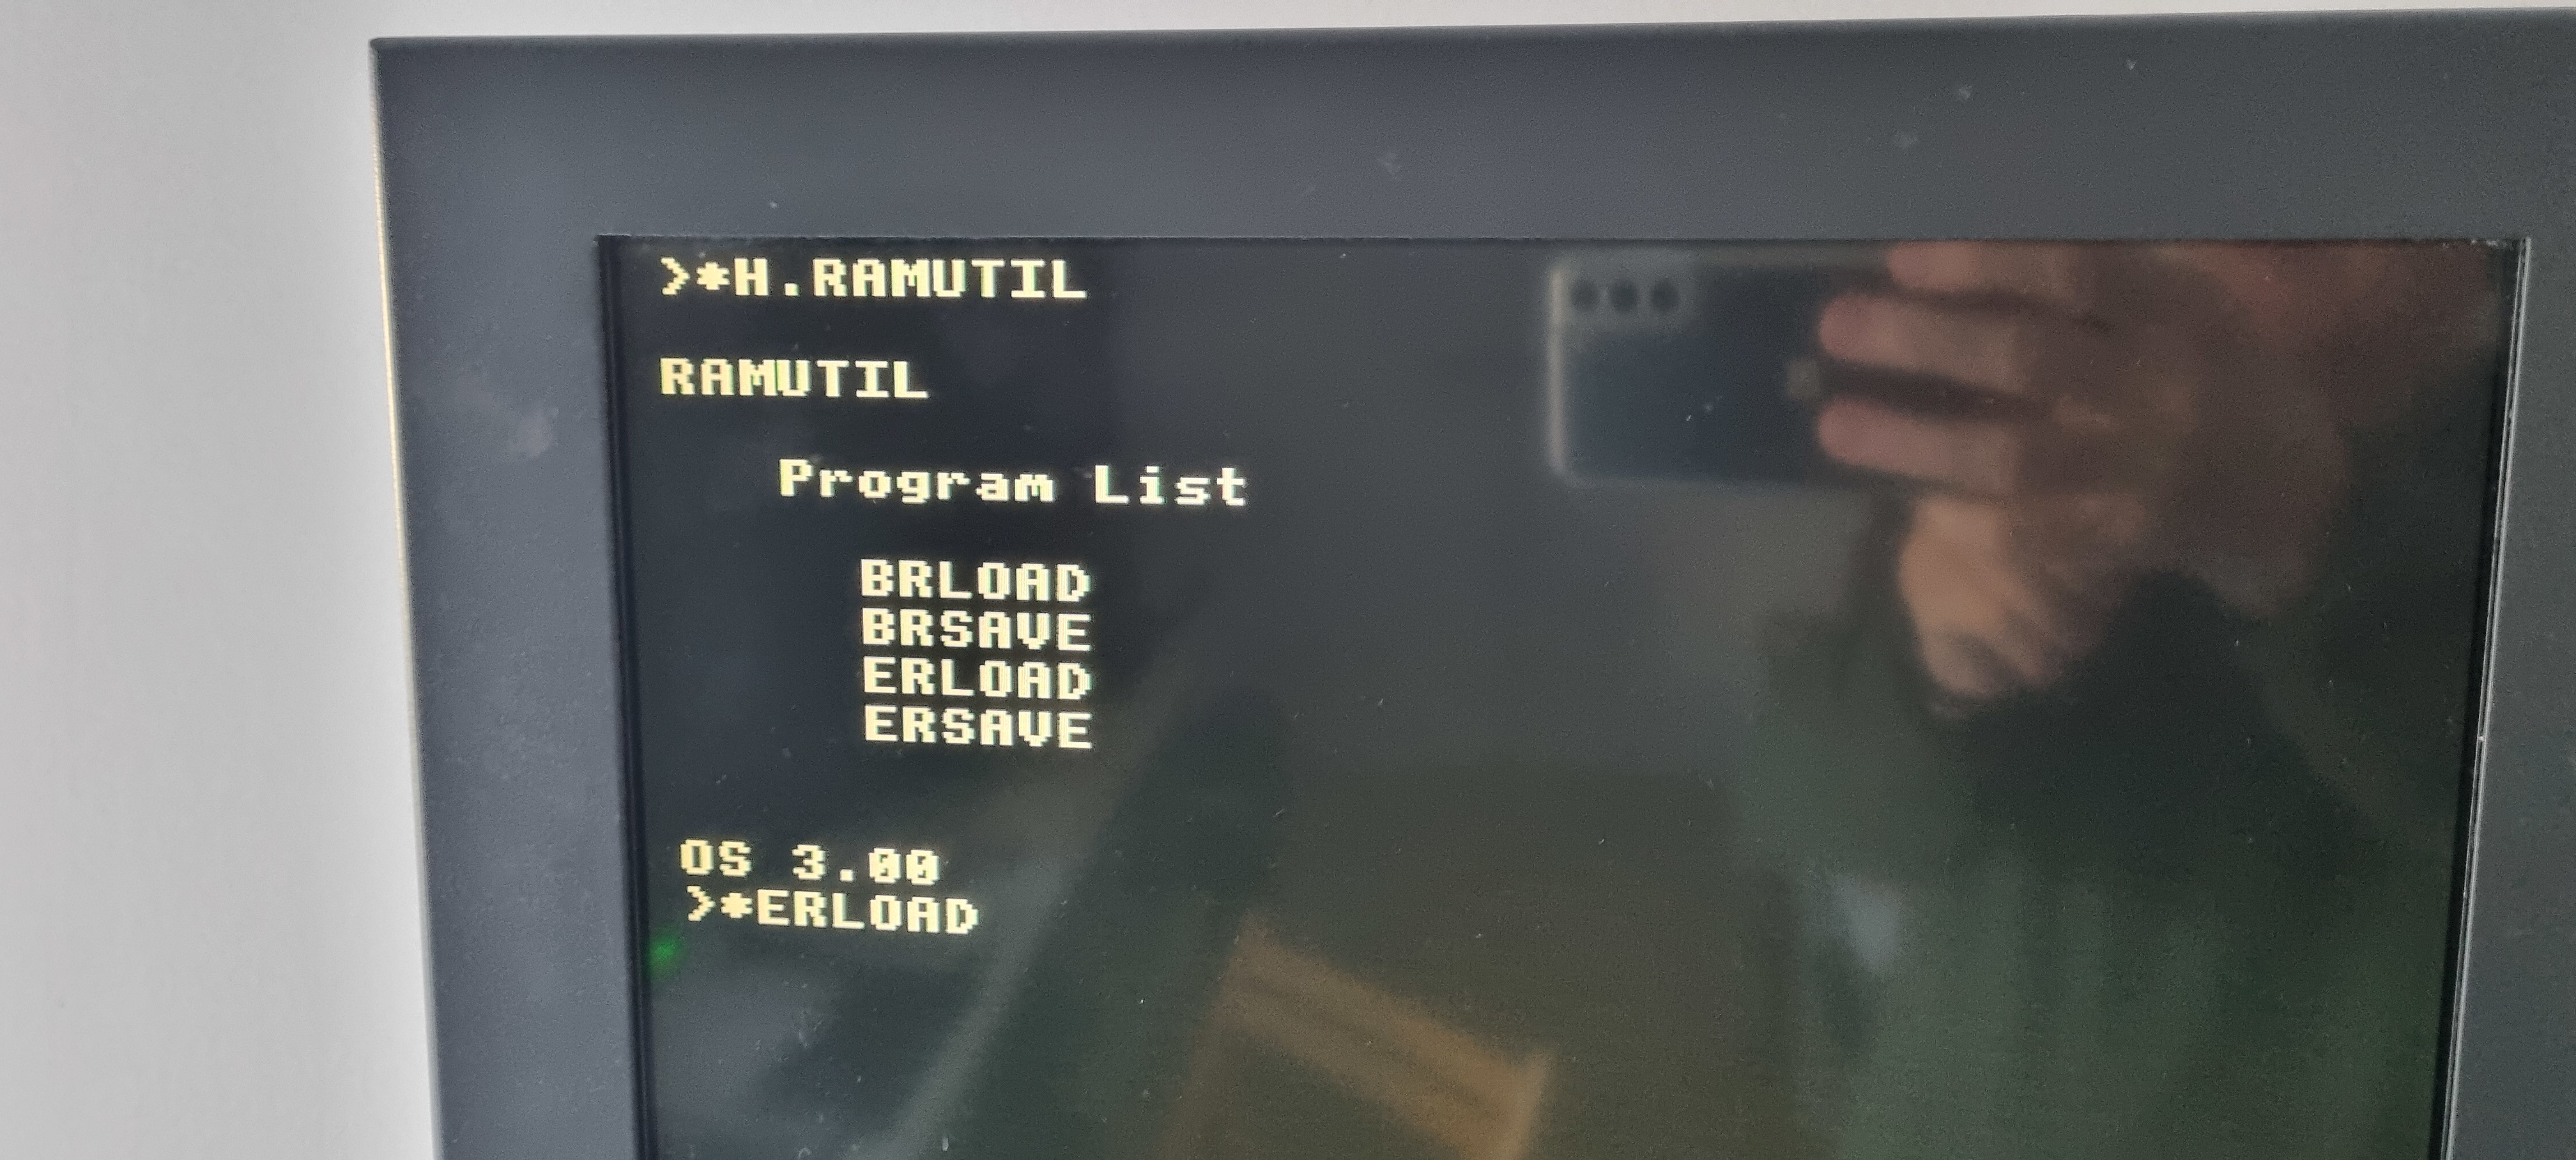 >*H.RAMUTIL
RAMUTIL
Program List
BRLOAD
BRSAVE
ERLOAD
ERSAVE
OS 3.00
>*ERLOAD